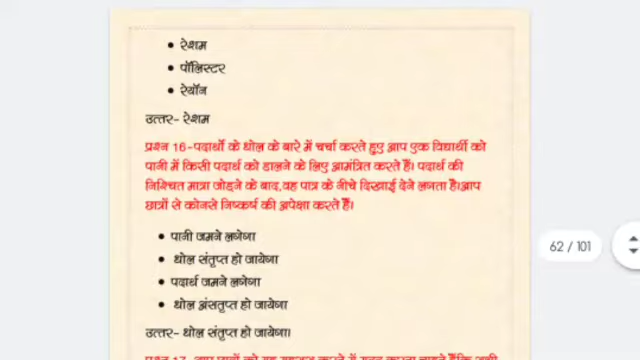 • रेशम
• पॉलिस्टर
• रेयॉन
उत्तर- रेशम
प्रश्न 16-पदार्थो के धोल के बारे में चर्चा करते हुए आप एक विद्यार्थी को
पानी में किसी पदार्थ को डालने के लिए आमंत्रित करते हैं। पदार्थ की
निश्चित मात्रा जोड़ने के बाद,वह पात्र के नीचे दिखाई देने लगता है।आप
छात्रों से कोनसे निष्कर्ष की अपेक्षा करते हैं।
• पानी जमने लगेगा
• धोल संतृप्त हो जायेगा
• पदार्थ जमने लगेगा
• धोल अंसतृप्त हो जायेगा
उत्तर- धोल संतृप्त हो जायेगा।
62 / 101